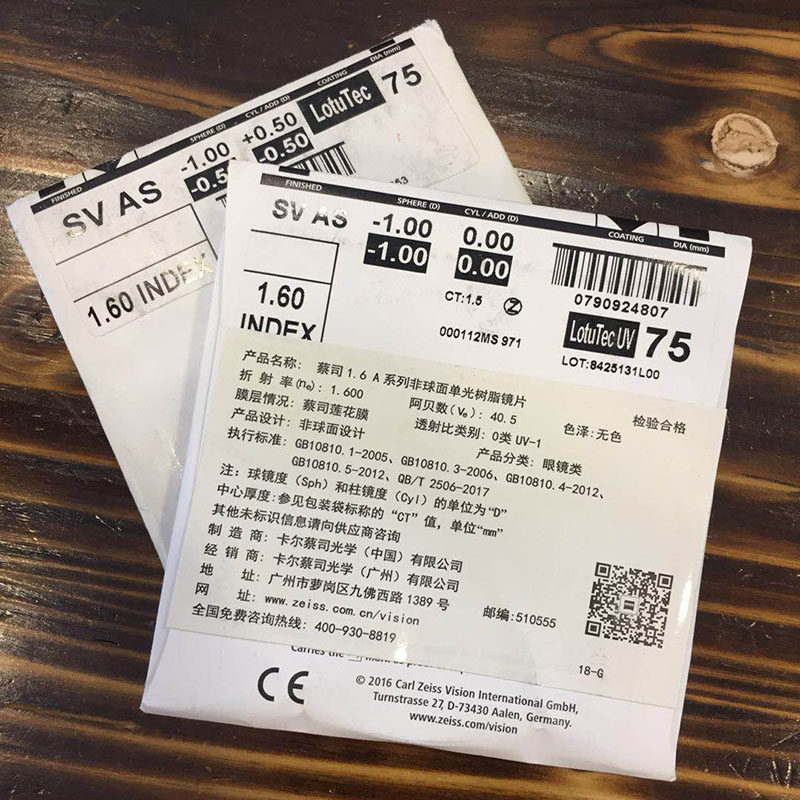 FINISHED
SPHERE (D)
CYL / ADD (D)
COATING
DIA (mm)
SV AS
-1.00
+0.50
LotuTec
75
-0.50
1.60 INDEX
FINISHED
SPHERE (D)
CYL / ADD (D)
COATING
DIA (mm)
SV AS
-1.00
0.00
-1.00
0.00
CT:1.5
0790924807
1.60
INDEX
000112MS 971
LotuTec UV
75
LOT:8425131L00
产品名称: 蔡司1.6 A系列非球面单光树脂镜片
检验合格
折 射 率(nₑ): 1.600
阿贝数(Vₑ): 40.5
色泽:无色
膜层情况: 蔡司莲花膜
透射比类别: 0类 UV-1
产品设计: 非球面设计
产品分类: 眼镜类
执行标准: GB10810.1-2005、GB10810.3-2006、GB10810.4-2012、
GB10810.5-2012、QB/T 2506-2017
注: 球镜度(Sph) 和柱镜度(Cyl) 的单位为"D"
中心厚度:参见包装袋标称的 "CT" 值, 单位"mm"
其他未标识信息请向供应商咨询
制 造 商: 卡尔蔡司光学(中国)有限公司
经 销 商: 卡尔蔡司光学(广州)有限公司
地 址: 广州市萝岗区九佛西路1389号
邮编:510555
网 址: www.zeiss.com.cn/vision
全国免费咨询热线: 400-930-8819
18-G
CE
© 2016 Carl Zeiss Vision International GmbH,
Turnstrasse 27, D-73430 Aalen, Germany.
www.zeiss.com/vision